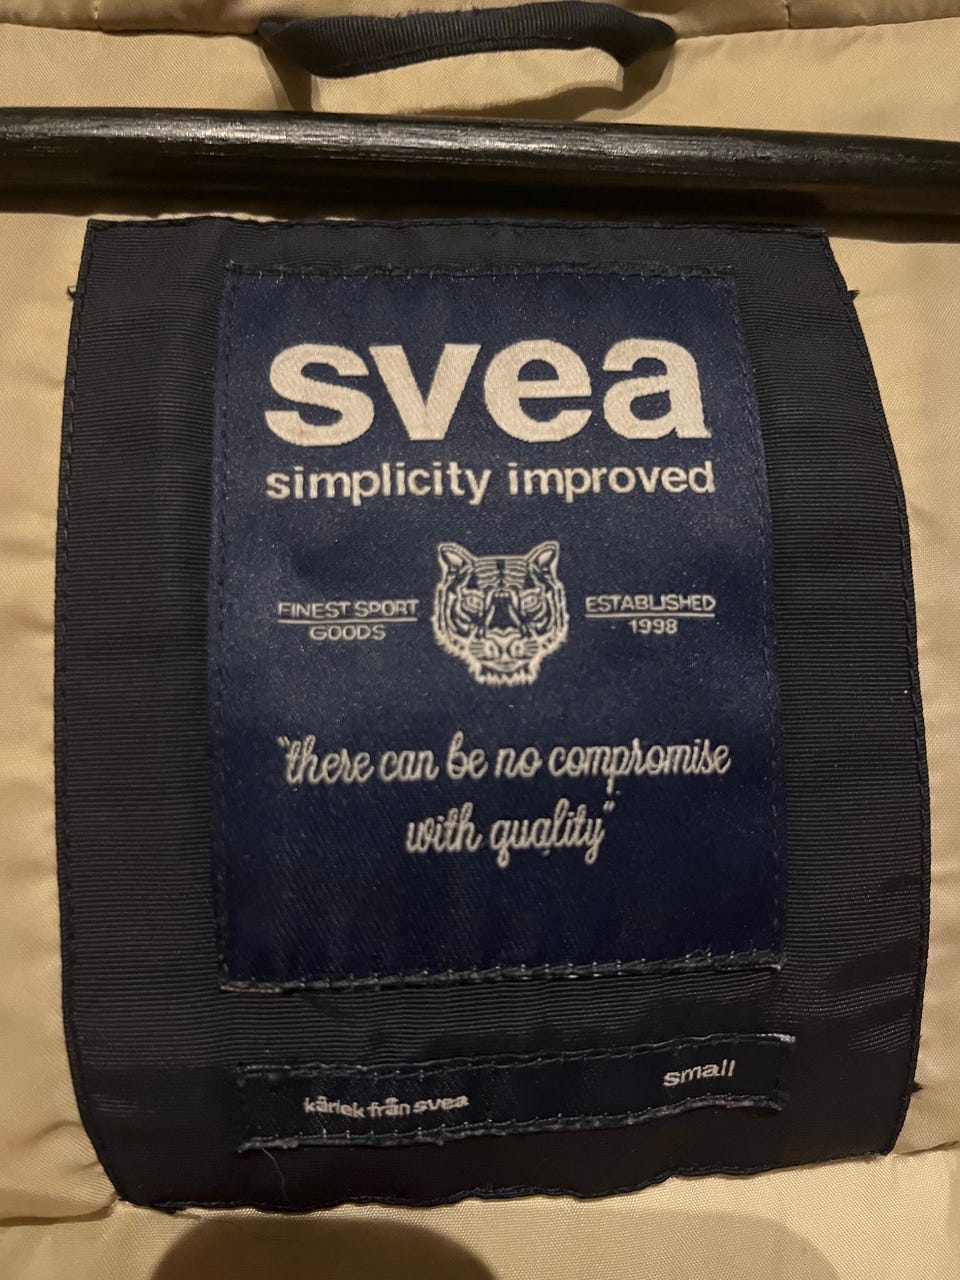 svea
simplicity improved
FINEST SPORT
GOODS
ESTABLISHED
1998
"there can be no compromise
with quality"
small
kärlek från svea